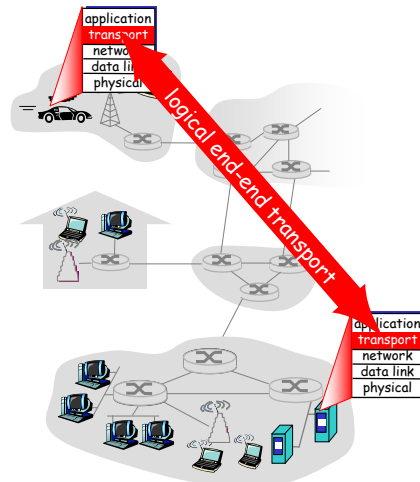 application
transport
network
data link
physical
logical end-end transport
application
transport
network
data link
physical